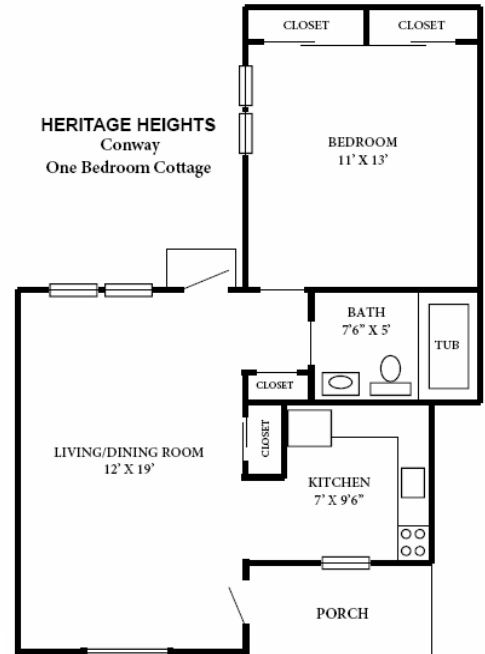 CLOSET
CLOSET
HERITAGE HEIGHTS
Conway
One Bedroom Cottage
BEDROOM
11' X 13'
BATH
7'6" X 5'
TUB
CLOSET
CLOSET
LIVING/DINING ROOM
12' X 19'
KITCHEN
7' X 9'6"
PORCH